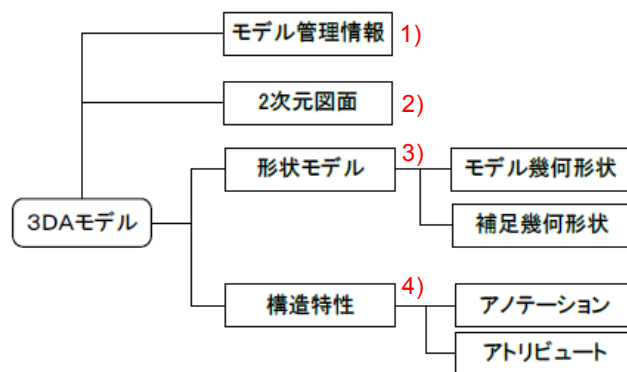 モデル管理情報 1)
2次元図面 2)
形状モデル 3) モデル幾何形状
補足幾何形状
3DAモデル
構造特性 4) アノテーション
アトリビュート